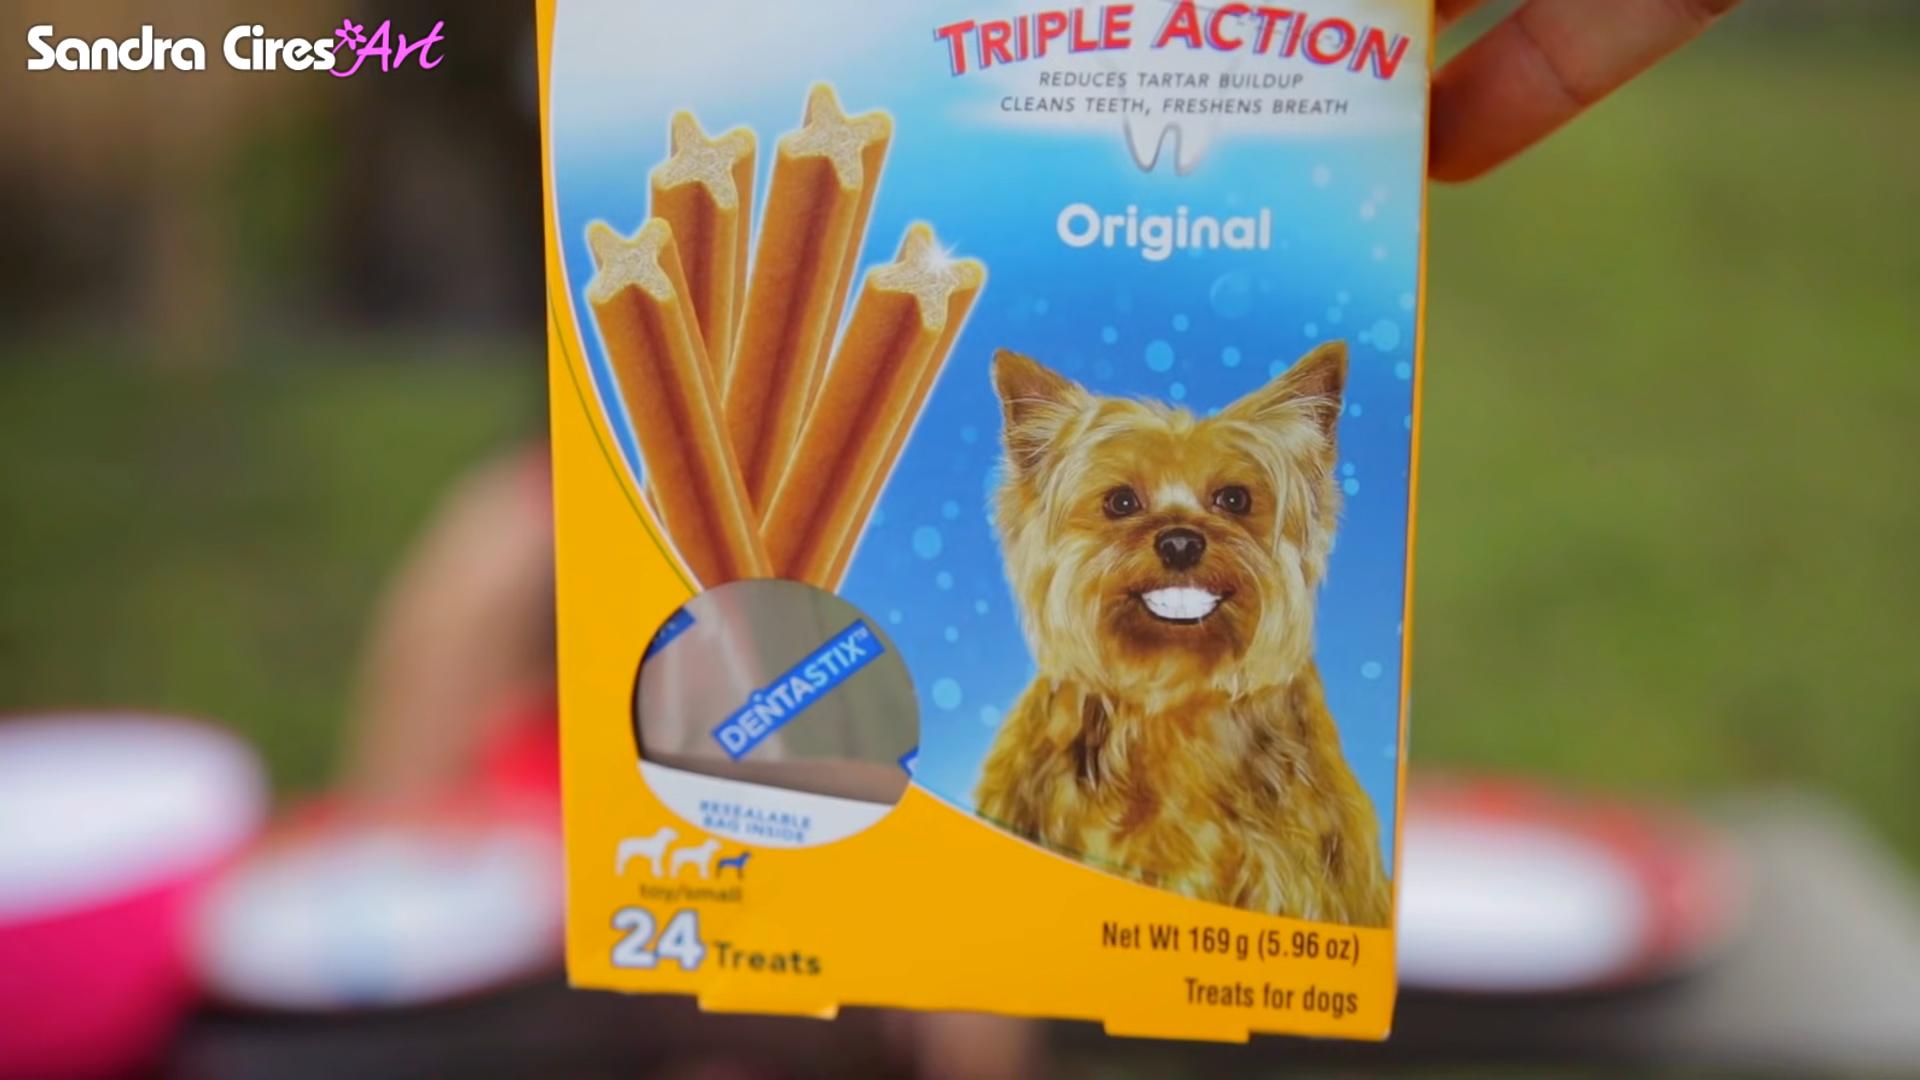 Sandra Cires Art
TRIPLE ACTION
REDUCES TARTAR BUILDUP
CLEANS TEETH, FRESHENS BREATH
Original
DENTASTIX™
RESEALABLE
BAG INSIDE
toy/small
24 Treats
Net Wt 169 g (5.96 oz)
Treats for dogs